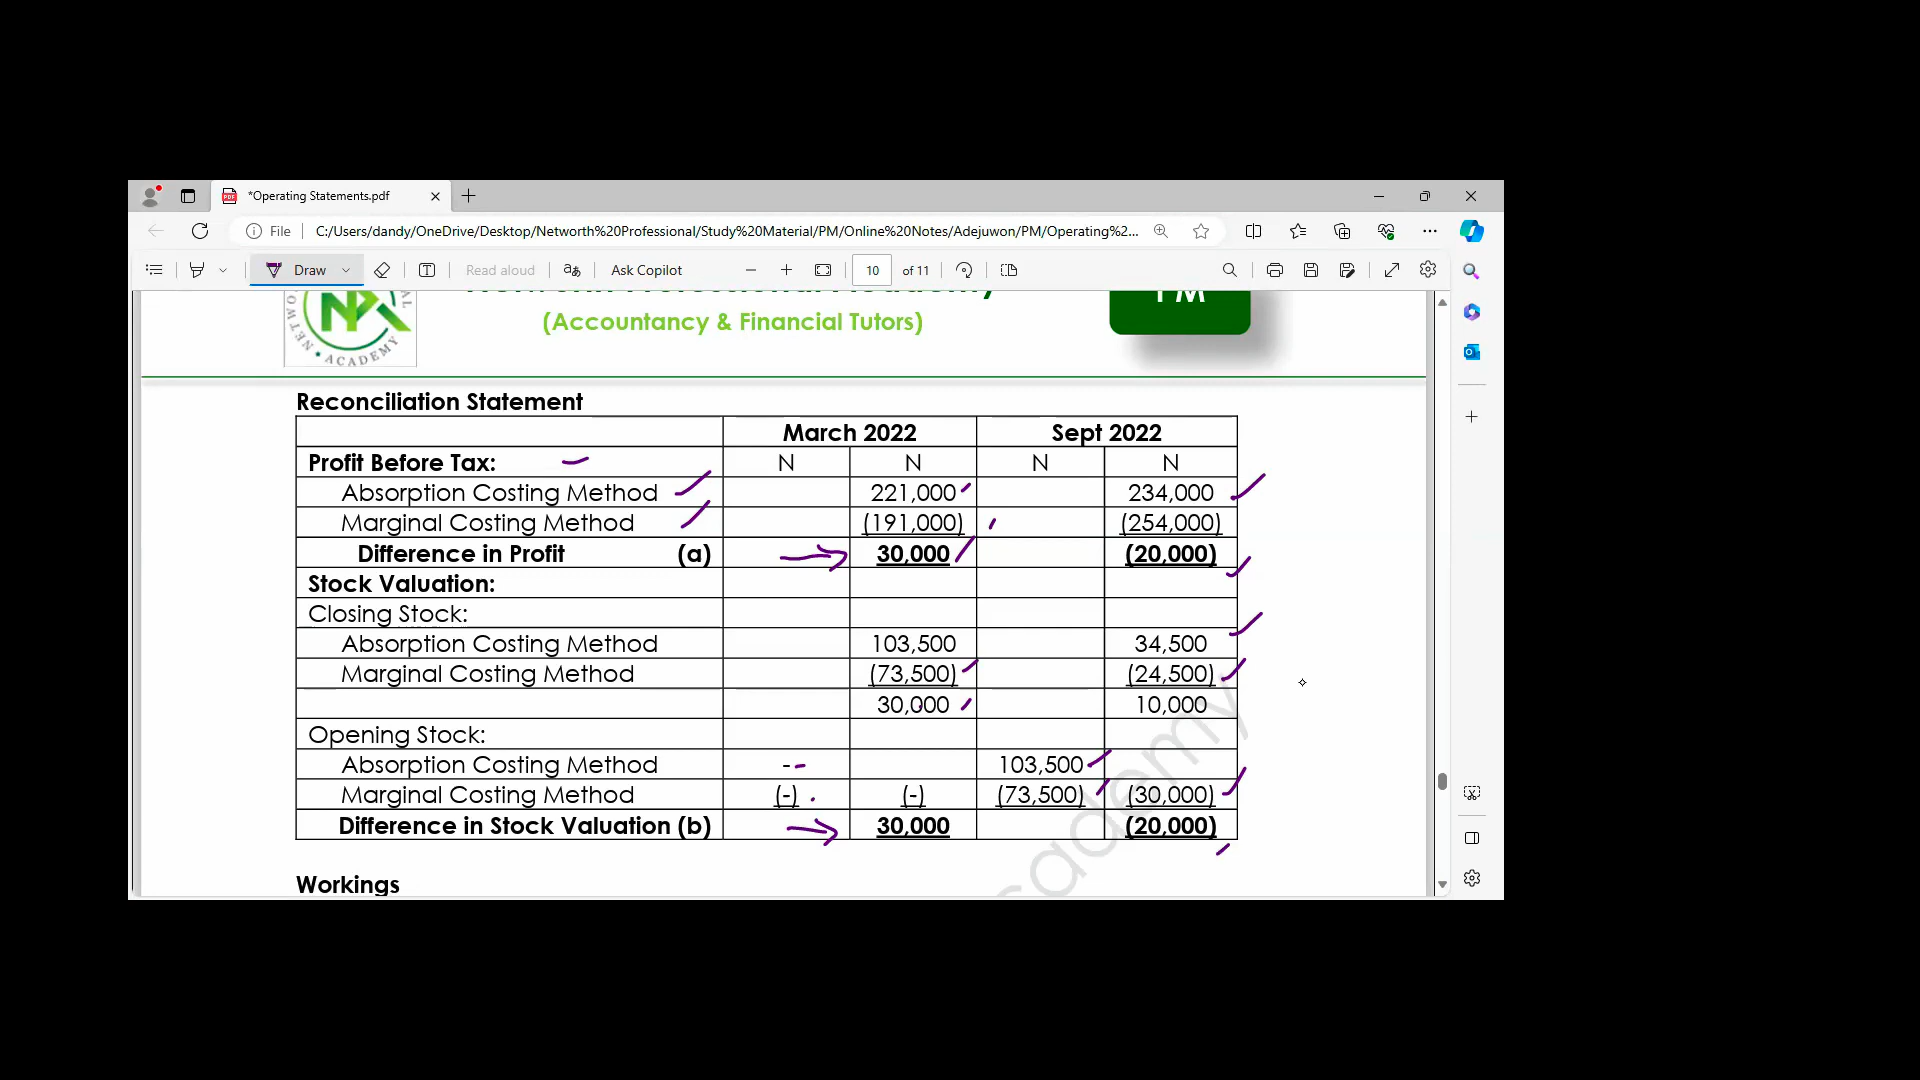 *Operating Statements.pdf
File C:/Users/dandy/OneDrive/Desktop/Networth%20Professional/Study%20Material/PM/Online%20Notes/Adejuwon/PM/Operating%2...
Draw Read aloud Ask Copilot 10 of 11
PM
(Accountancy & Financial Tutors)
ACADEMY
Reconciliation Statement
March 2022 Sept 2022
Profit Before Tax: N N N N
Absorption Costing Method 221,000 234,000
Marginal Costing Method (191,000) (254,000)
Difference in Profit (a) 30,000 (20,000)
Stock Valuation:
Closing Stock:
Absorption Costing Method 103,500 34,500
Marginal Costing Method (73,500) (24,500)
30,000 10,000
Opening Stock:
Absorption Costing Method - 103,500
Marginal Costing Method (-) (-) (73,500) (30,000)
Difference in Stock Valuation (b) 30,000 (20,000)
Workings